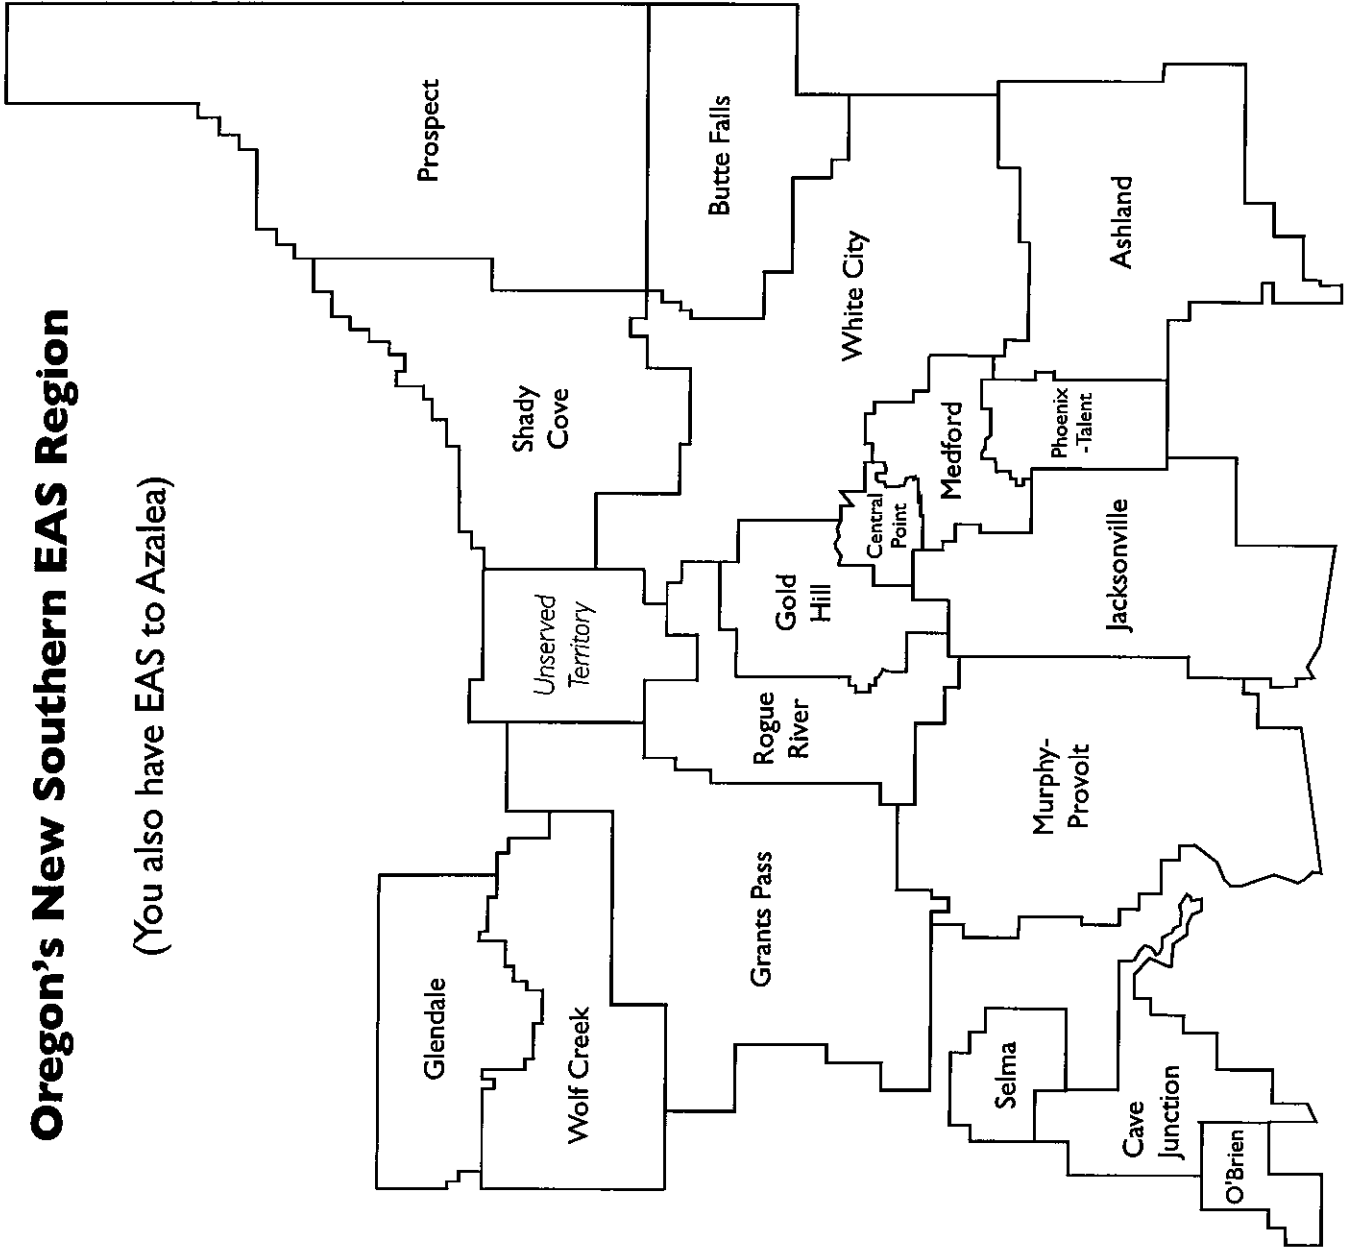 Oregon's New Southern EAS Region
(You also have EAS to Azalea)
Glendale
Wolf Creek
Unserved
Territory
Shady
Cove
Prospect
Butte Falls
Grants Pass
Rogue
River
Gold
Hill
White City
Central
Point
Medford
Selma
Murphy-
Provolt
Jacksonville
Phoenix
-Talent
Ashland
Cave
Junction
O'Brien